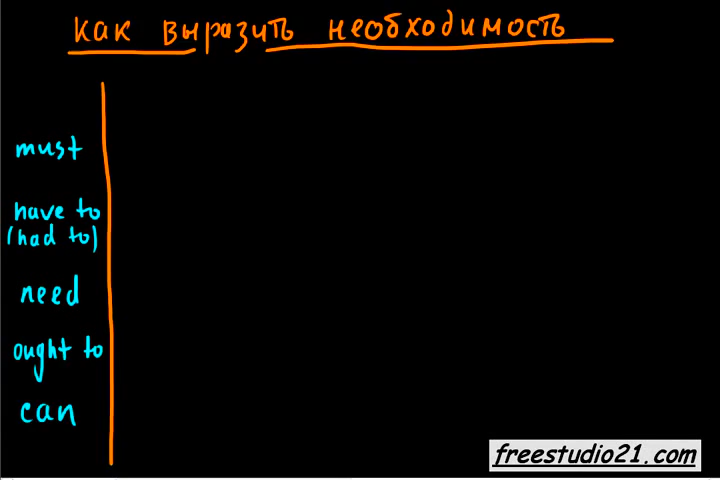 как выразить необходимость
must
have to
(had to)
need
ought to
can
freestudio21.com